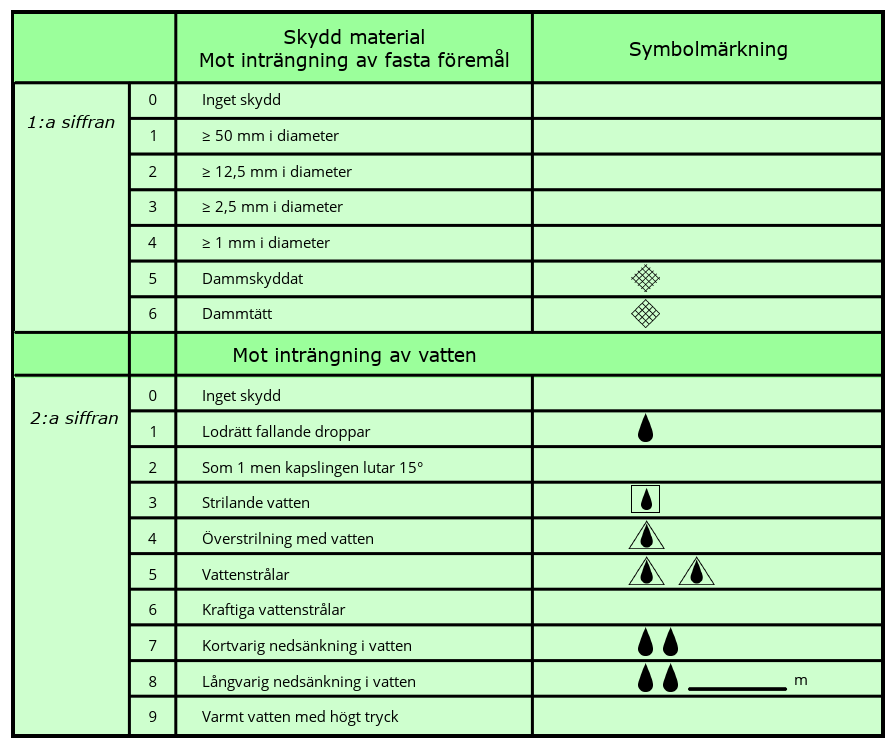 Skydd material
Mot inträngning av fasta föremål
Symbolmärkning
1:a siffran
0 Inget skydd
1 ≥ 50 mm i diameter
2 ≥ 12,5 mm i diameter
3 ≥ 2,5 mm i diameter
4 ≥ 1 mm i diameter
5 Dammskyddat
6 Dammtätt
Mot inträngning av vatten
2:a siffran
0 Inget skydd
1 Lodrätt fallande droppar
2 Som 1 men kapslingen lutar 15°
3 Strilande vatten
4 Överstrilning med vatten
5 Vattenstrålar
6 Kraftiga vattenstrålar
7 Kortvarig nedsänkning i vatten
8 Långvarig nedsänkning i vatten m
9 Varmt vatten med högt tryck